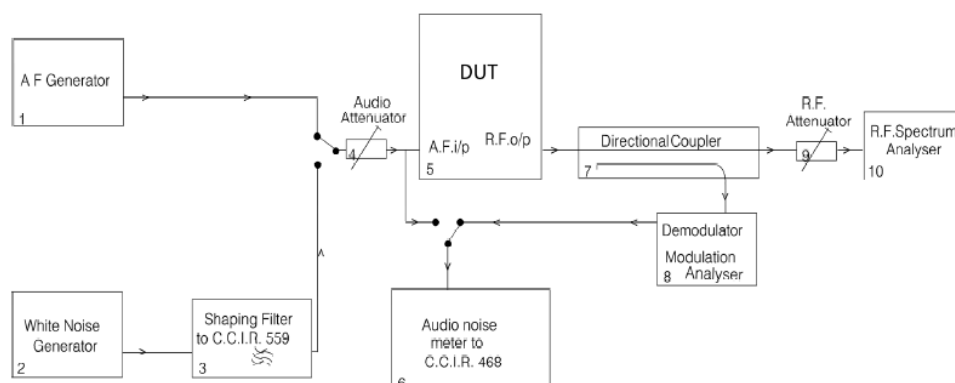 A F Generator
1
Audio
Attenuator
4
DUT
A.F.i/p
R.F.o/p
5
Directional Coupler
7
R.F.
Attenuator
9
R.F.Spectrum
Analyser
10
Demodulator
Modulation
Analyser
8
White Noise
Generator
2
Shaping Filter
to C.C.I.R. 559
3
Audio noise
meter to
C.C.I.R. 468
6